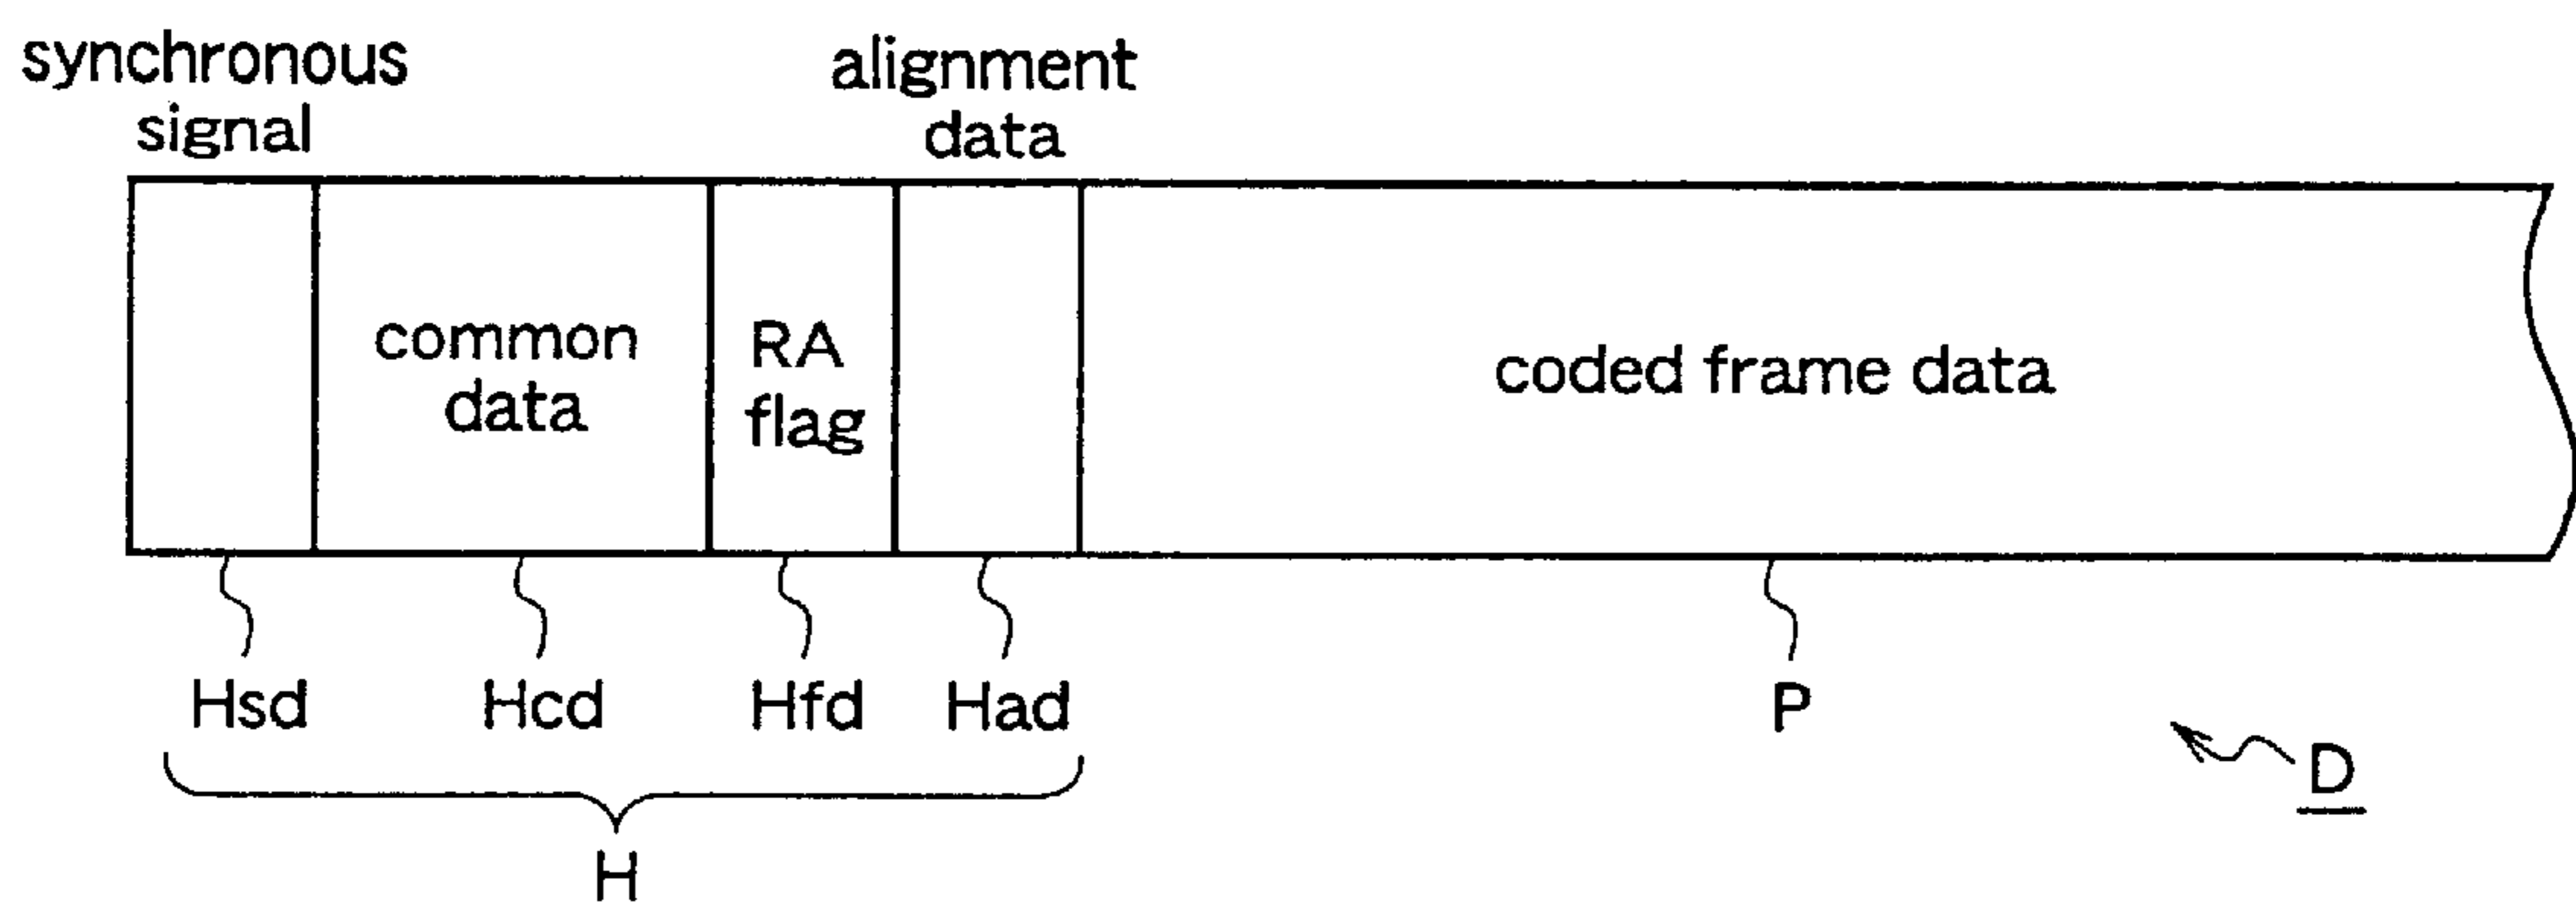 synchronous
signal
alignment
data
common
data
RA
flag
coded frame data
Hsd
Hcd
Hfd
Had
P
D
H